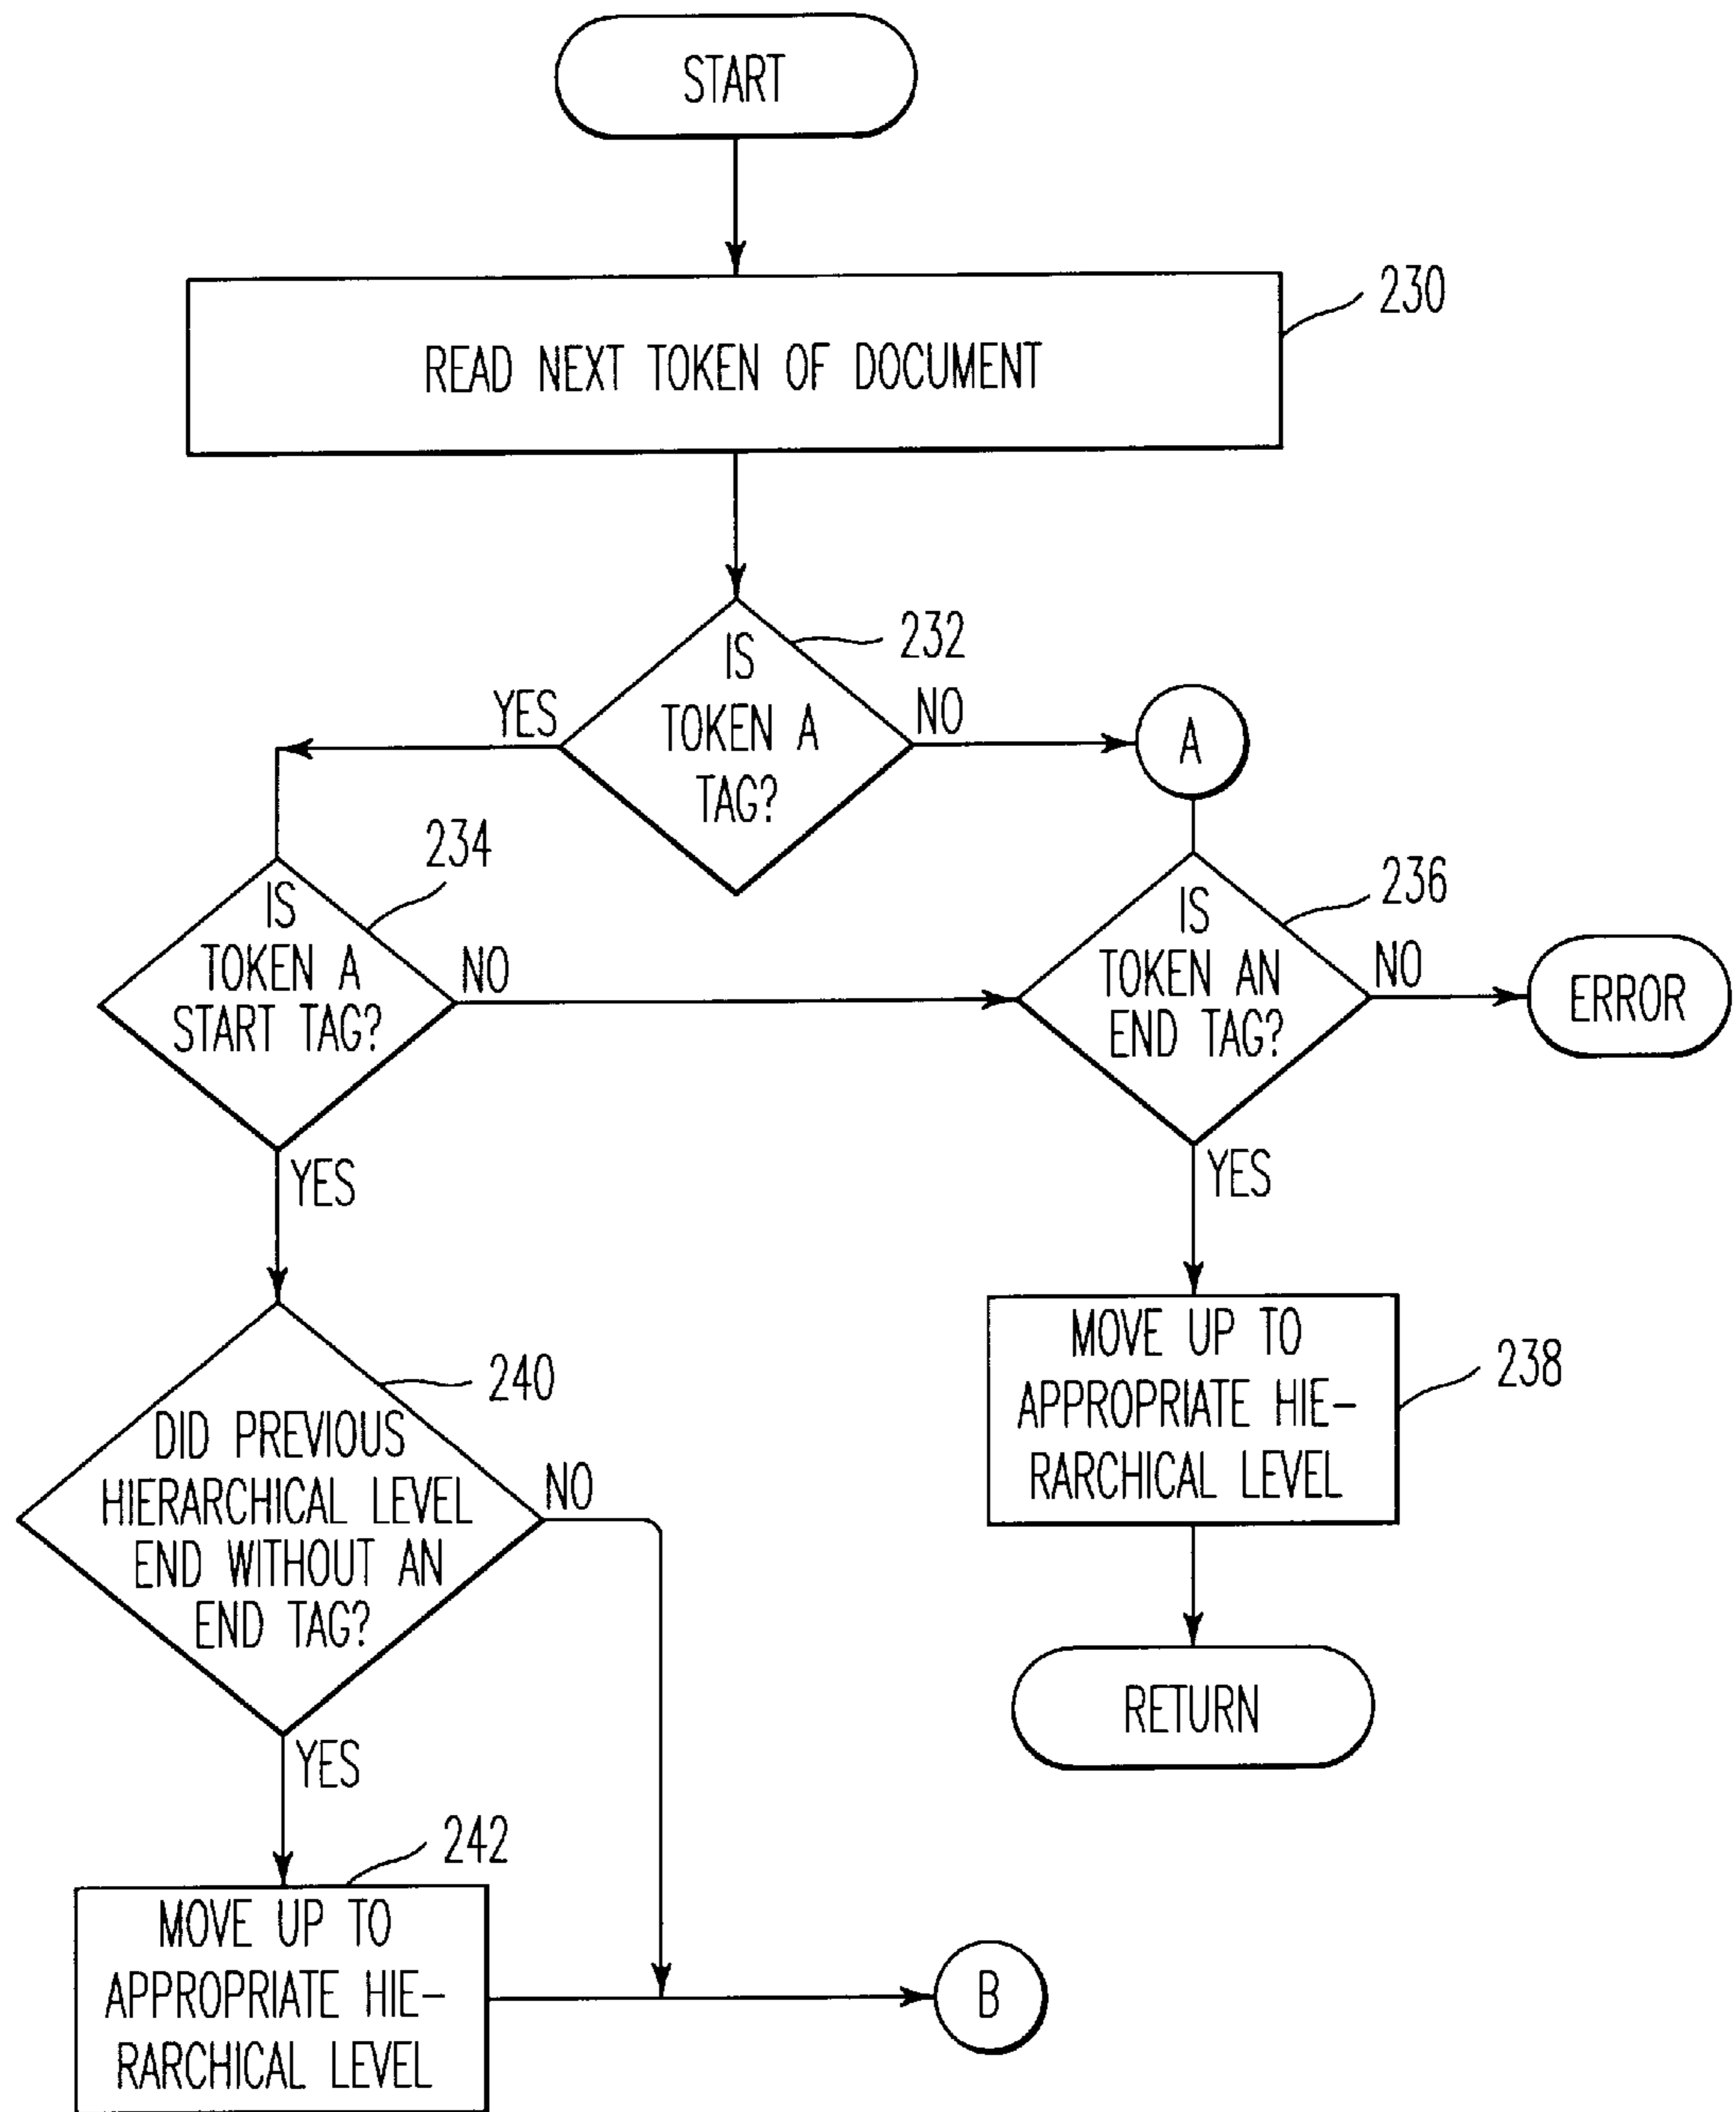 START
230
READ NEXT TOKEN OF DOCUMENT
232
IS
TOKEN A
TAG?
YES
NO
A
234
IS
TOKEN A
START TAG?
NO
236
IS
TOKEN AN
END TAG?
NO
ERROR
YES
YES
240
DID PREVIOUS
HIERARCHICAL LEVEL
END WITHOUT AN
END TAG?
NO
MOVE UP TO
APPROPRIATE HIE-
RARCHICAL LEVEL
238
RETURN
YES
242
MOVE UP TO
APPROPRIATE HIE-
RARCHICAL LEVEL
B